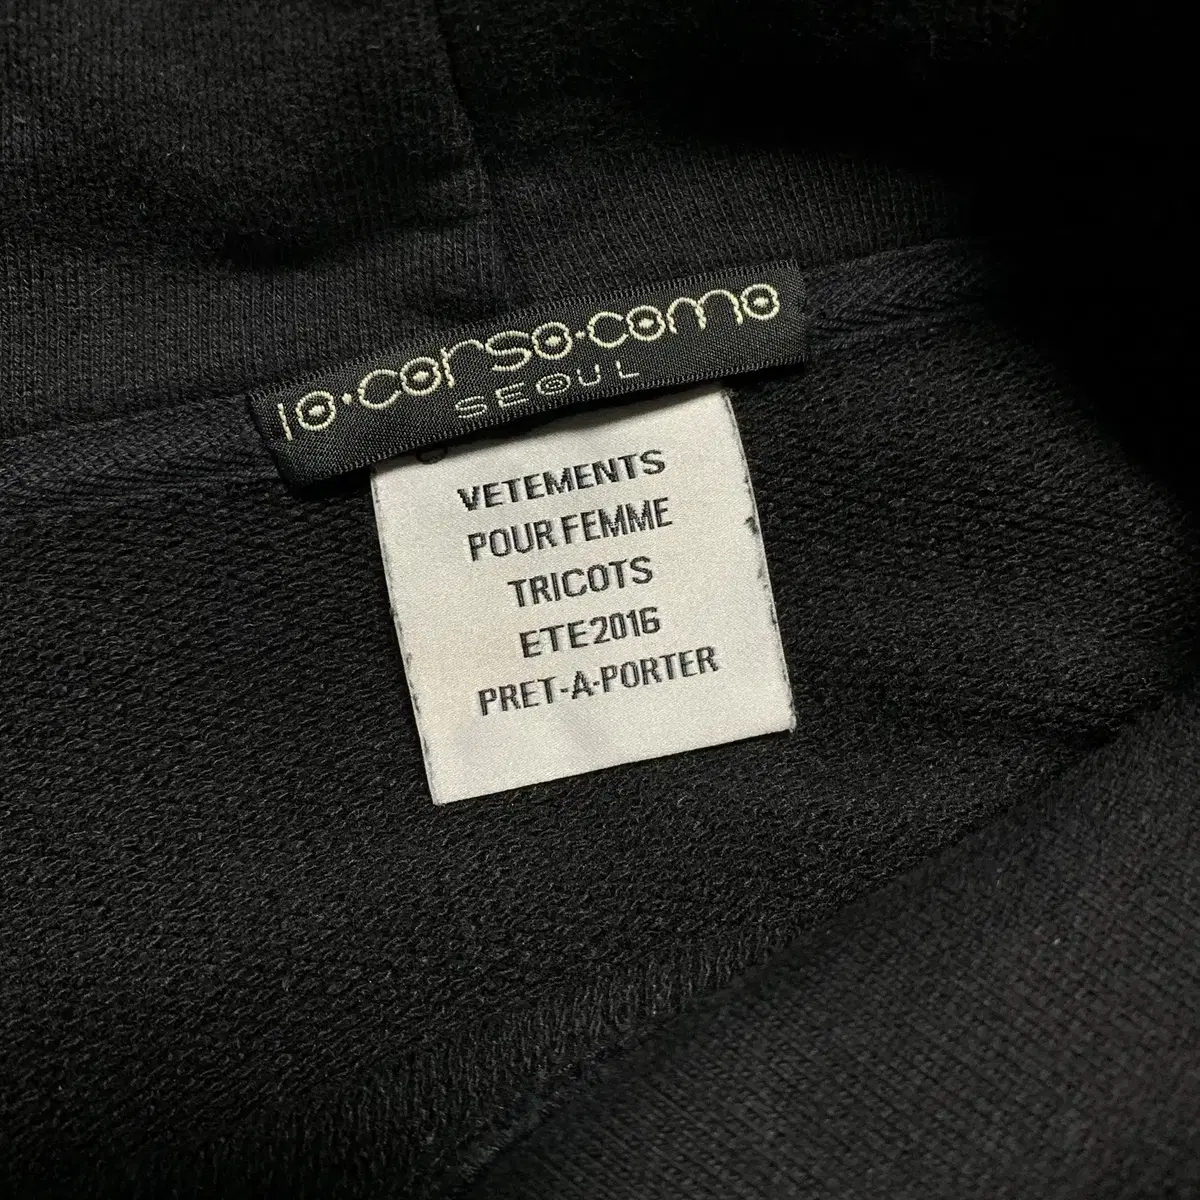 10·corso·como
SEOUL
VETEMENTS
POUR FEMME
TRICOTS
ETE2016
PRET-A-PORTER